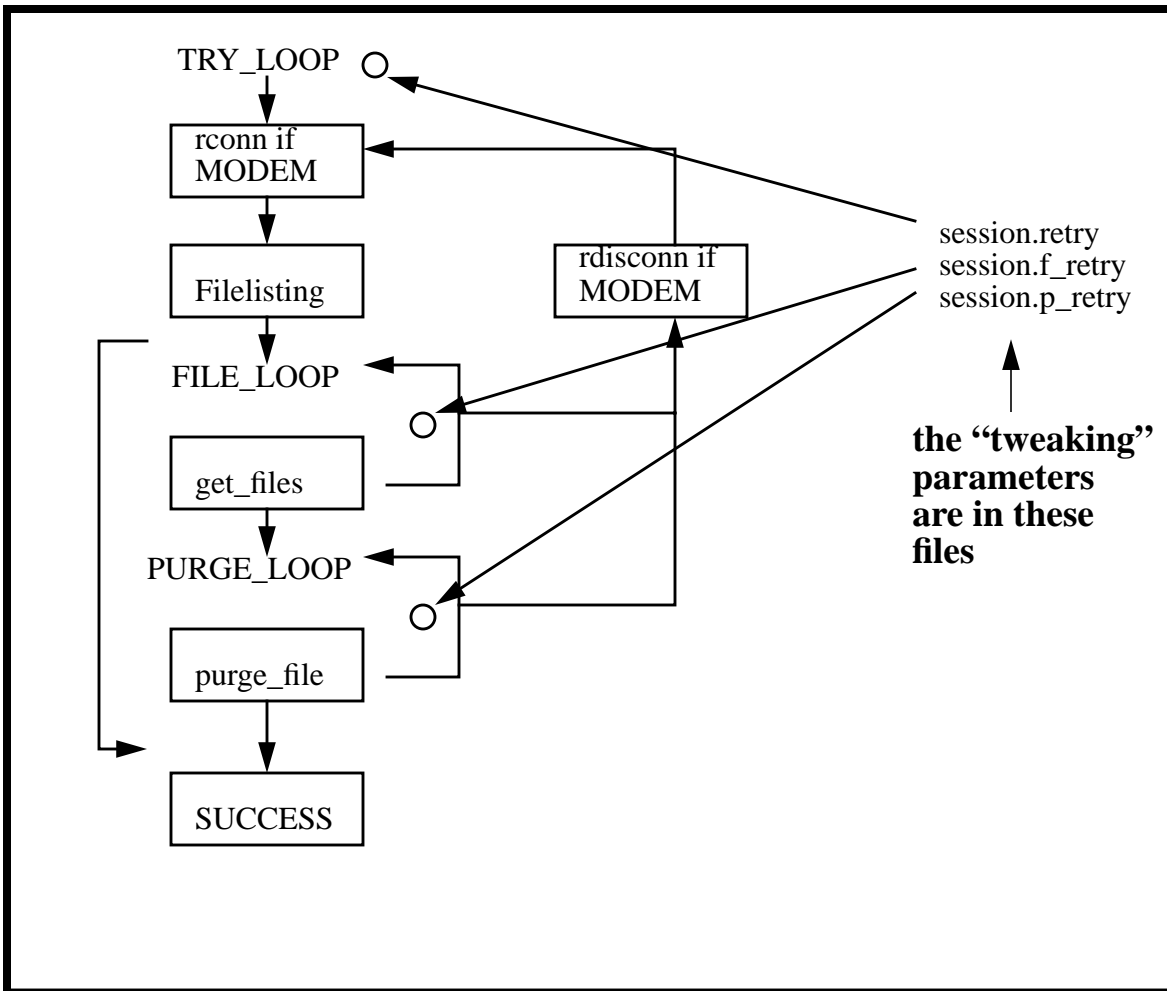 TRY_LOOP
rconn if
MODEM
Filelisting
rdisconn if
MODEM
session.retry
session.f_retry
session.p_retry
FILE_LOOP
get_files
the “tweaking”
parameters
are in these
files
PURGE_LOOP
purge_file
SUCCESS